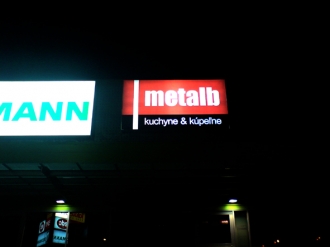 MANN
metalb
kuchyne & kúpeľne